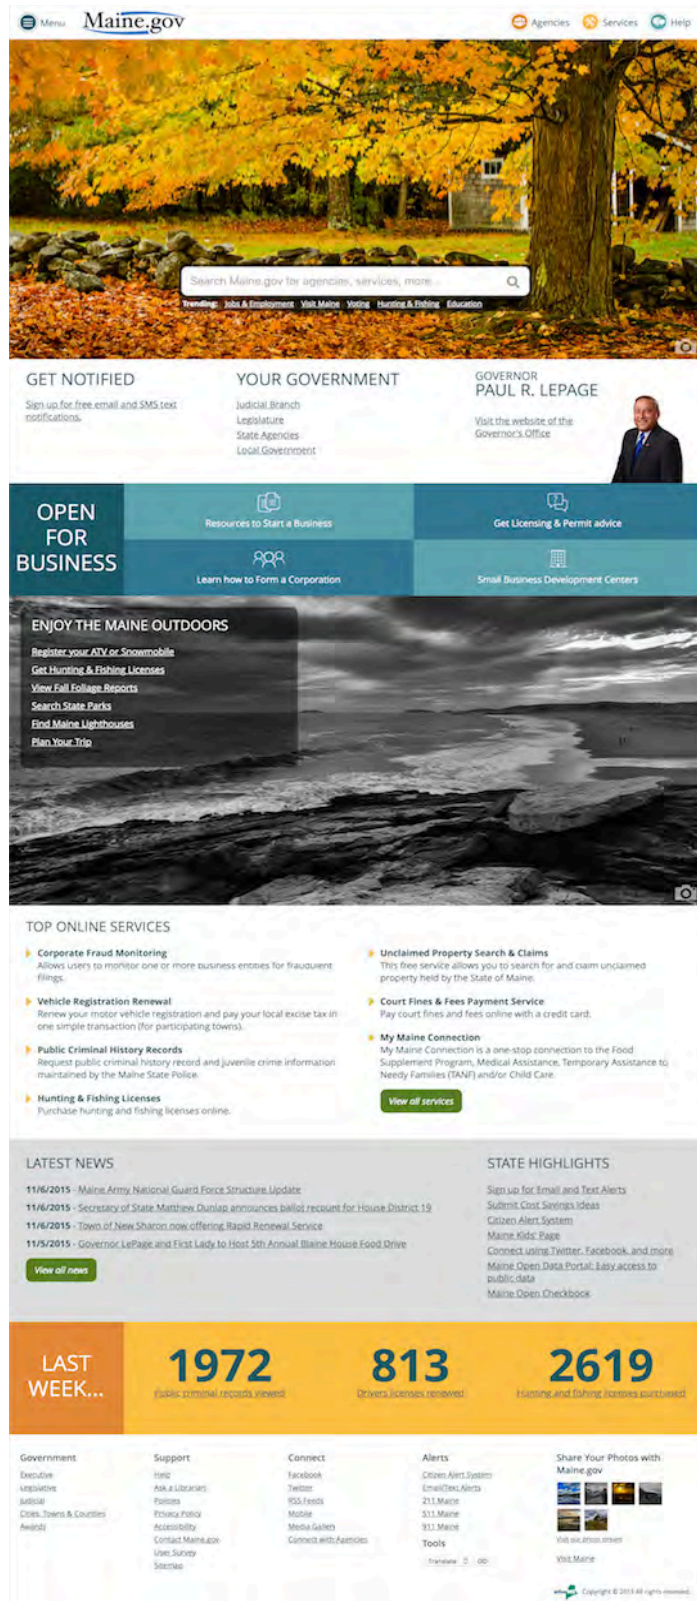 Menu
Maine.gov
Agencies
Services
Help
Search Maine.gov for agencies, services, more...
Trending: Jobs & Employment Visit Maine Voting Hunting & Fishing Education
GET NOTIFIED
Sign up for free email and SMS text
notifications.
YOUR GOVERNMENT
Judicial Branch
Legislature
State Agencies
Local Government
GOVERNOR
PAUL R. LEPAGE
Visit the website of the
Governor's Office
OPEN
FOR
BUSINESS
Resources to Start a Business
Get Licensing & Permit advice
Learn how to Form a Corporation
Small Business Development Centers
ENJOY THE MAINE OUTDOORS
Register your ATV or Snowmobile
Get Hunting & Fishing Licenses
View Fall Foliage Reports
Search State Parks
Find Maine Lighthouses
Plan Your Trip
TOP ONLINE SERVICES
Corporate Fraud Monitoring
Allows users to monitor one or more business entities for fraudulent
filings.
Vehicle Registration Renewal
Renew your motor vehicle registration and pay your local excise tax in
one simple transaction (for participating towns).
Public Criminal History Records
Request public criminal history record and juvenile crime information
maintained by the Maine State Police.
Hunting & Fishing Licenses
Purchase hunting and fishing licenses online.
Unclaimed Property Search & Claims
This free service allows you to search for and claim unclaimed
property held by the State of Maine.
Court Fines & Fees Payment Service
Pay court fines and fees online with a credit card.
My Maine Connection
My Maine Connection is a one-stop connection to the Food
Supplement Program, Medical Assistance, Temporary Assistance to
Needy Families (TANF) and/or Child Care.
View all services
LATEST NEWS
11/6/2015 - Maine Army National Guard Force Structure Update
11/6/2015 - Secretary of State Matthew Dunlap announces ballot recount for House District 19
11/6/2015 - Town of New Sharon now offering Rapid Renewal Service
11/5/2015 - Governor LePage and First Lady to Host 5th Annual Blaine House Food Drive
View all news
STATE HIGHLIGHTS
Sign up for Email and Text Alerts
Submit Cost Savings Ideas
Citizen Alert System
Maine Kids' Page
Connect using Twitter, Facebook, and more
Maine Open Data Portal: Easy access to
public data
Maine Open Checkbook
LAST
WEEK...
1972
Public criminal records viewed
813
Drivers licenses renewed
2619
Hunting and fishing licenses purchased
Government
Executive
Legislative
Judicial
Cities, Towns & Counties
Awards
Support
Help
Ask a Librarian
Policies
Privacy Policy
Accessibility
Contact Maine.gov
User Survey
Sitemap
Connect
Facebook
Twitter
RSS Feeds
Mobile
Media Gallery
Connect with Agencies
Alerts
Citizen Alert System
Email/Text Alerts
211 Maine
511 Maine
911 Maine
Tools
Translate GO
Share Your Photos with
Maine.gov
Visit our photo stream
Visit Maine
Copyright © 2015 All rights reserved.